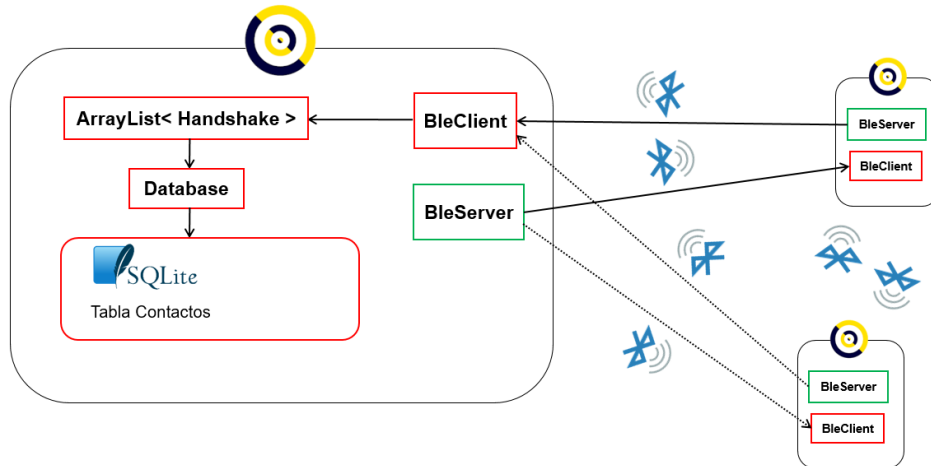 ArrayList< Handshake >
BleClient
BleServer
BleClient
Database
BleServer
SQLite
Tabla Contactos
BleServer
BleClient